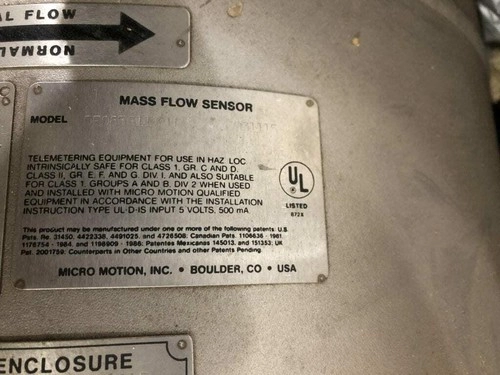 AL FLOW
NORMAL
MASS FLOW SENSOR
MODEL
TELEMETERING EQUIPMENT FOR USE IN HAZ. LOC.
INTRINSICALLY SAFE FOR CLASS 1, GR. C AND D.
CLASS II, GR. E, F, AND G. DIV. I. AND ALSO SUITABLE
FOR CLASS 1. GROUPS A AND B. DIV. 2 WHEN USED
AND INSTALLED WITH MICRO MOTION QUALIFIED
EQUIPMENT IN ACCORDANCE WITH THE INSTALLATION
INSTRUCTION TYPE UL-D-IS INPUT 5 VOLTS, 500 mA
UL
LISTED
672X
This product may be manufactured under one or more of the following patents: U.S.
Pats. Re. 31450, 4422338, 4491025, and 4726508; Canadian Pats. 1106636 - 1981,
1176754 - 1984, and 1196909 - 1986; Patentes Mexicanas 145013, and 151353; UK
Pat. 2001759; Counterparts in Other Countries and other Patents Pending.
MICRO MOTION, INC. • BOULDER, CO • USA
ENCLOSURE